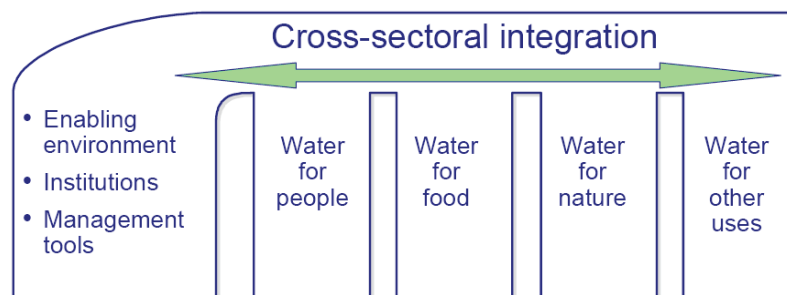 Cross-sectoral integration
• Enabling
environment
• Institutions
• Management
tools
Water
for
people
Water
for
food
Water
for
nature
Water
for
other
uses